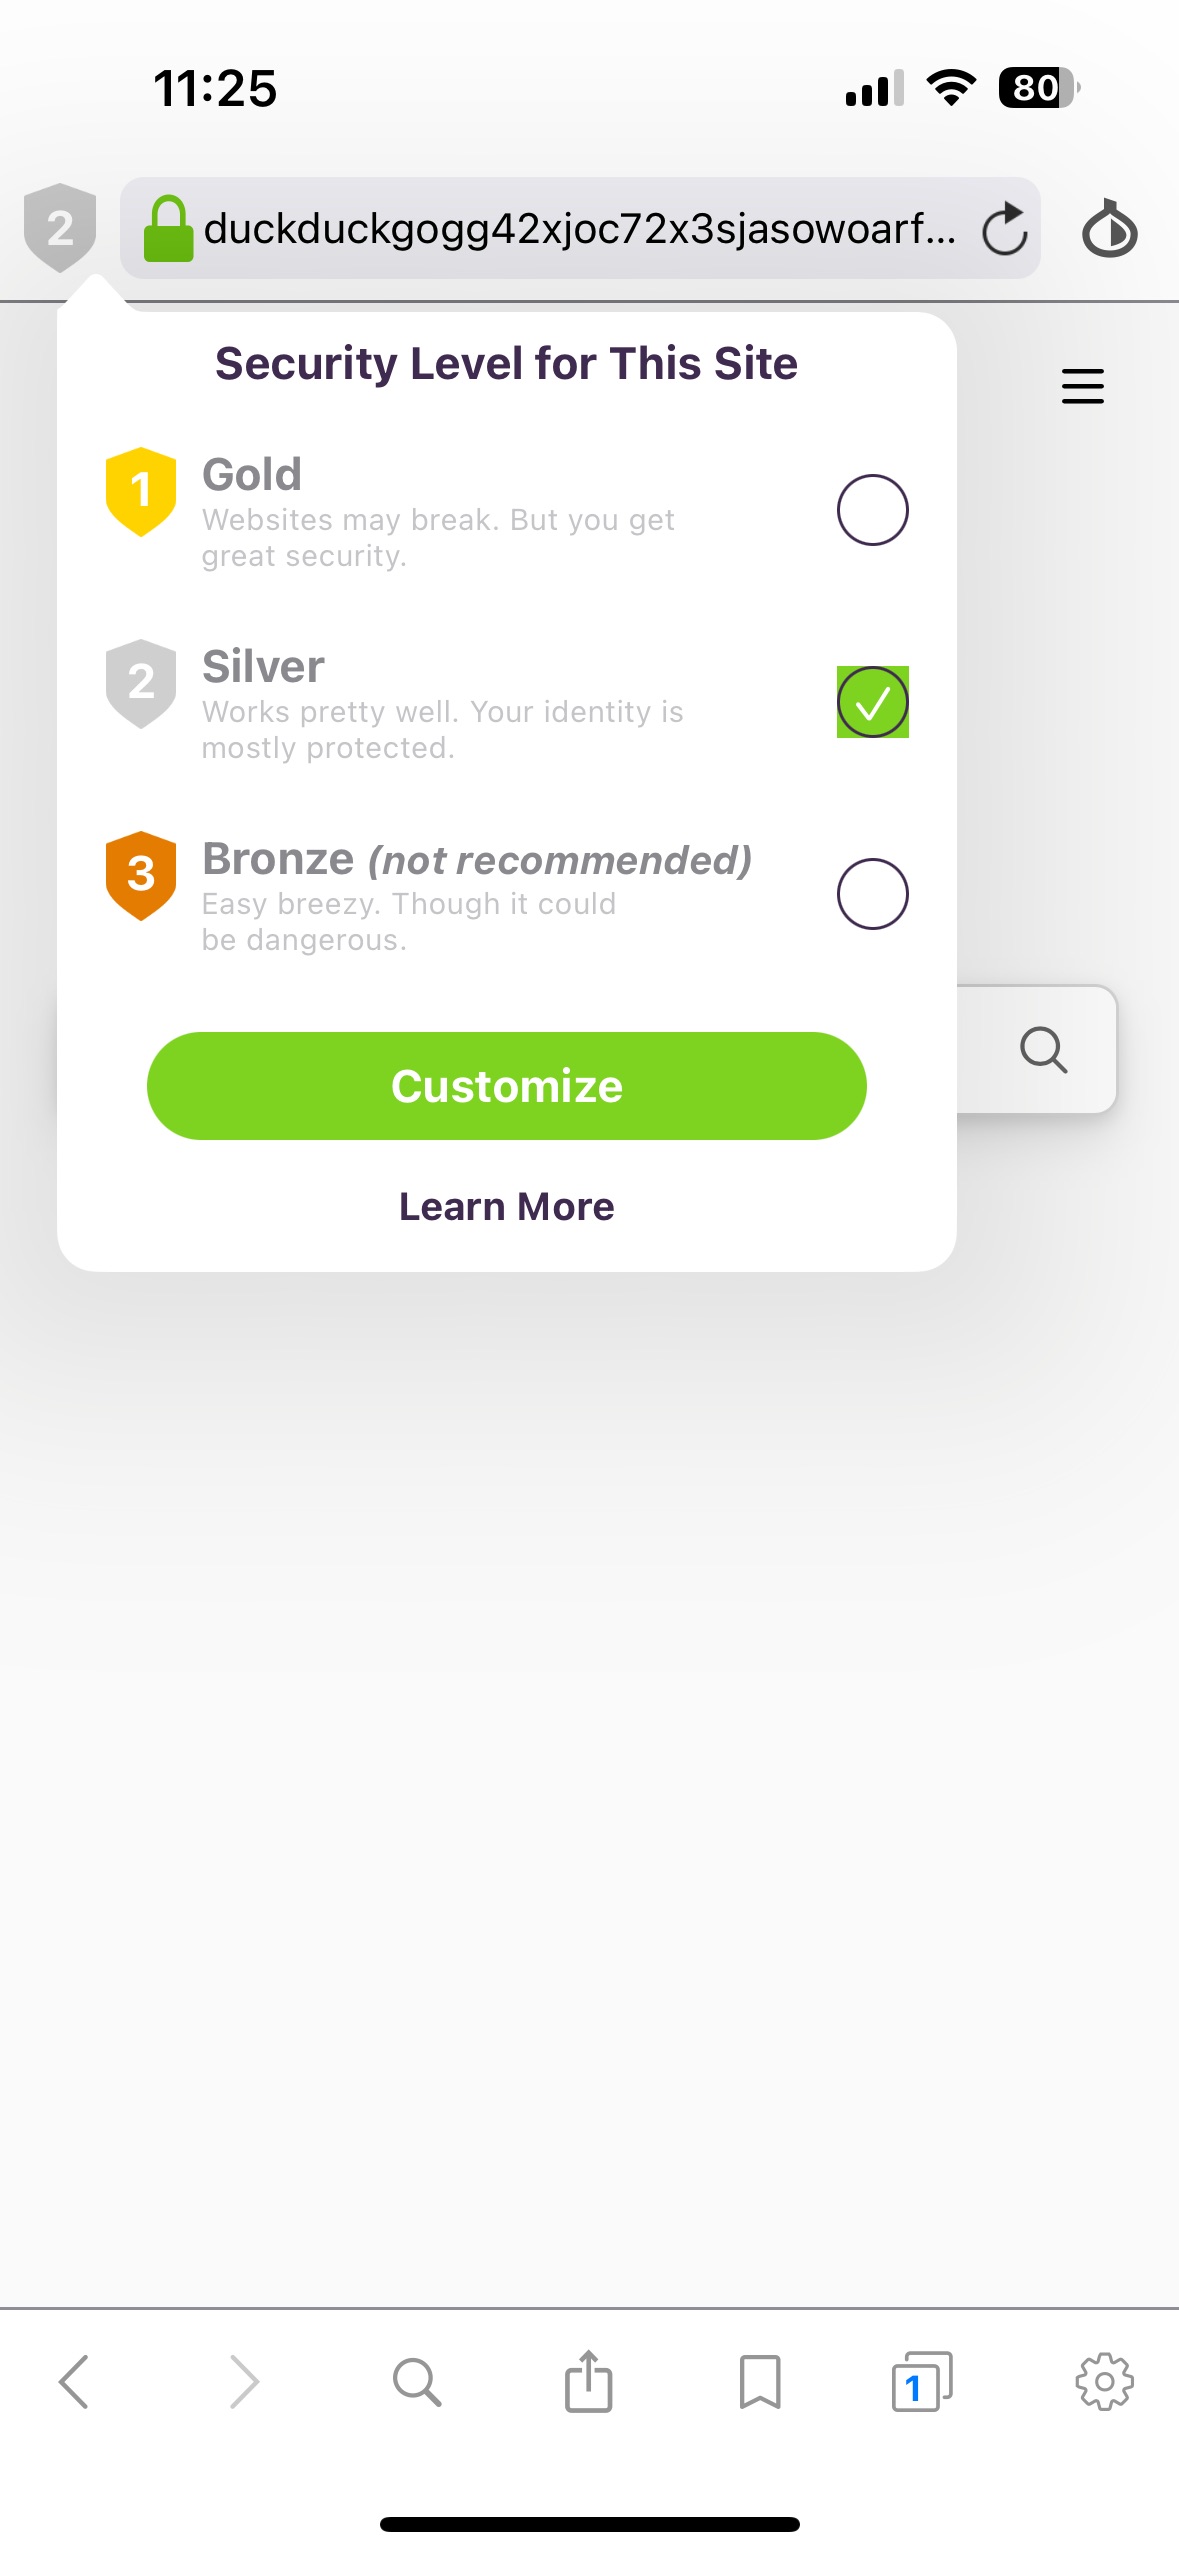 11:25
80
2
duckduckgogg42xjoc72x3sjasowoarf...
Security Level for This Site
1
Gold
Websites may break. But you get
great security.
2
Silver
Works pretty well. Your identity is
mostly protected.
3
Bronze (not recommended)
Easy breezy. Though it could
be dangerous.
Customize
Learn More
1